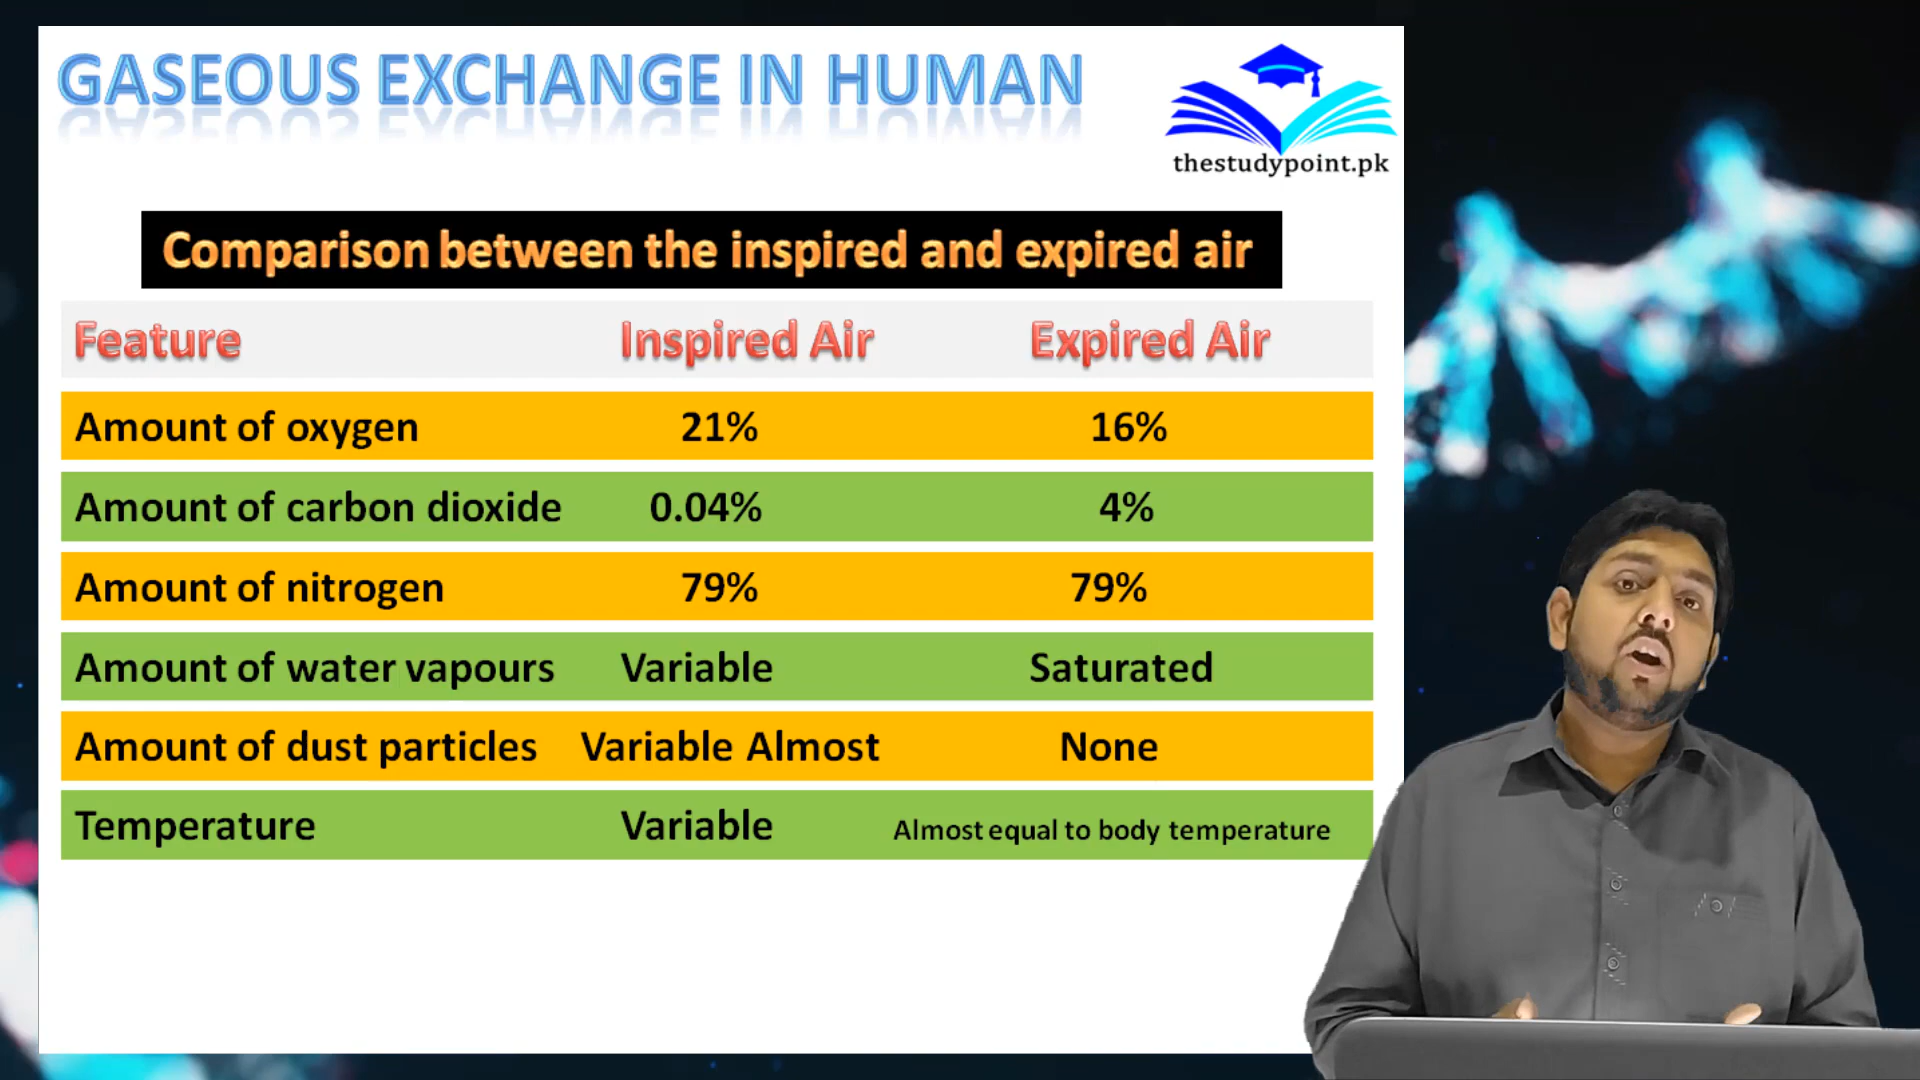 GASEOUS EXCHANGE IN HUMAN
thestudypoint.pk
Comparison between the inspired and expired air
Feature Inspired Air Expired Air
Amount of oxygen 21% 16%
Amount of carbon dioxide 0.04% 4%
Amount of nitrogen 79% 79%
Amount of water vapours Variable Saturated
Amount of dust particles Variable Almost None
Temperature Variable Almost equal to body temperature